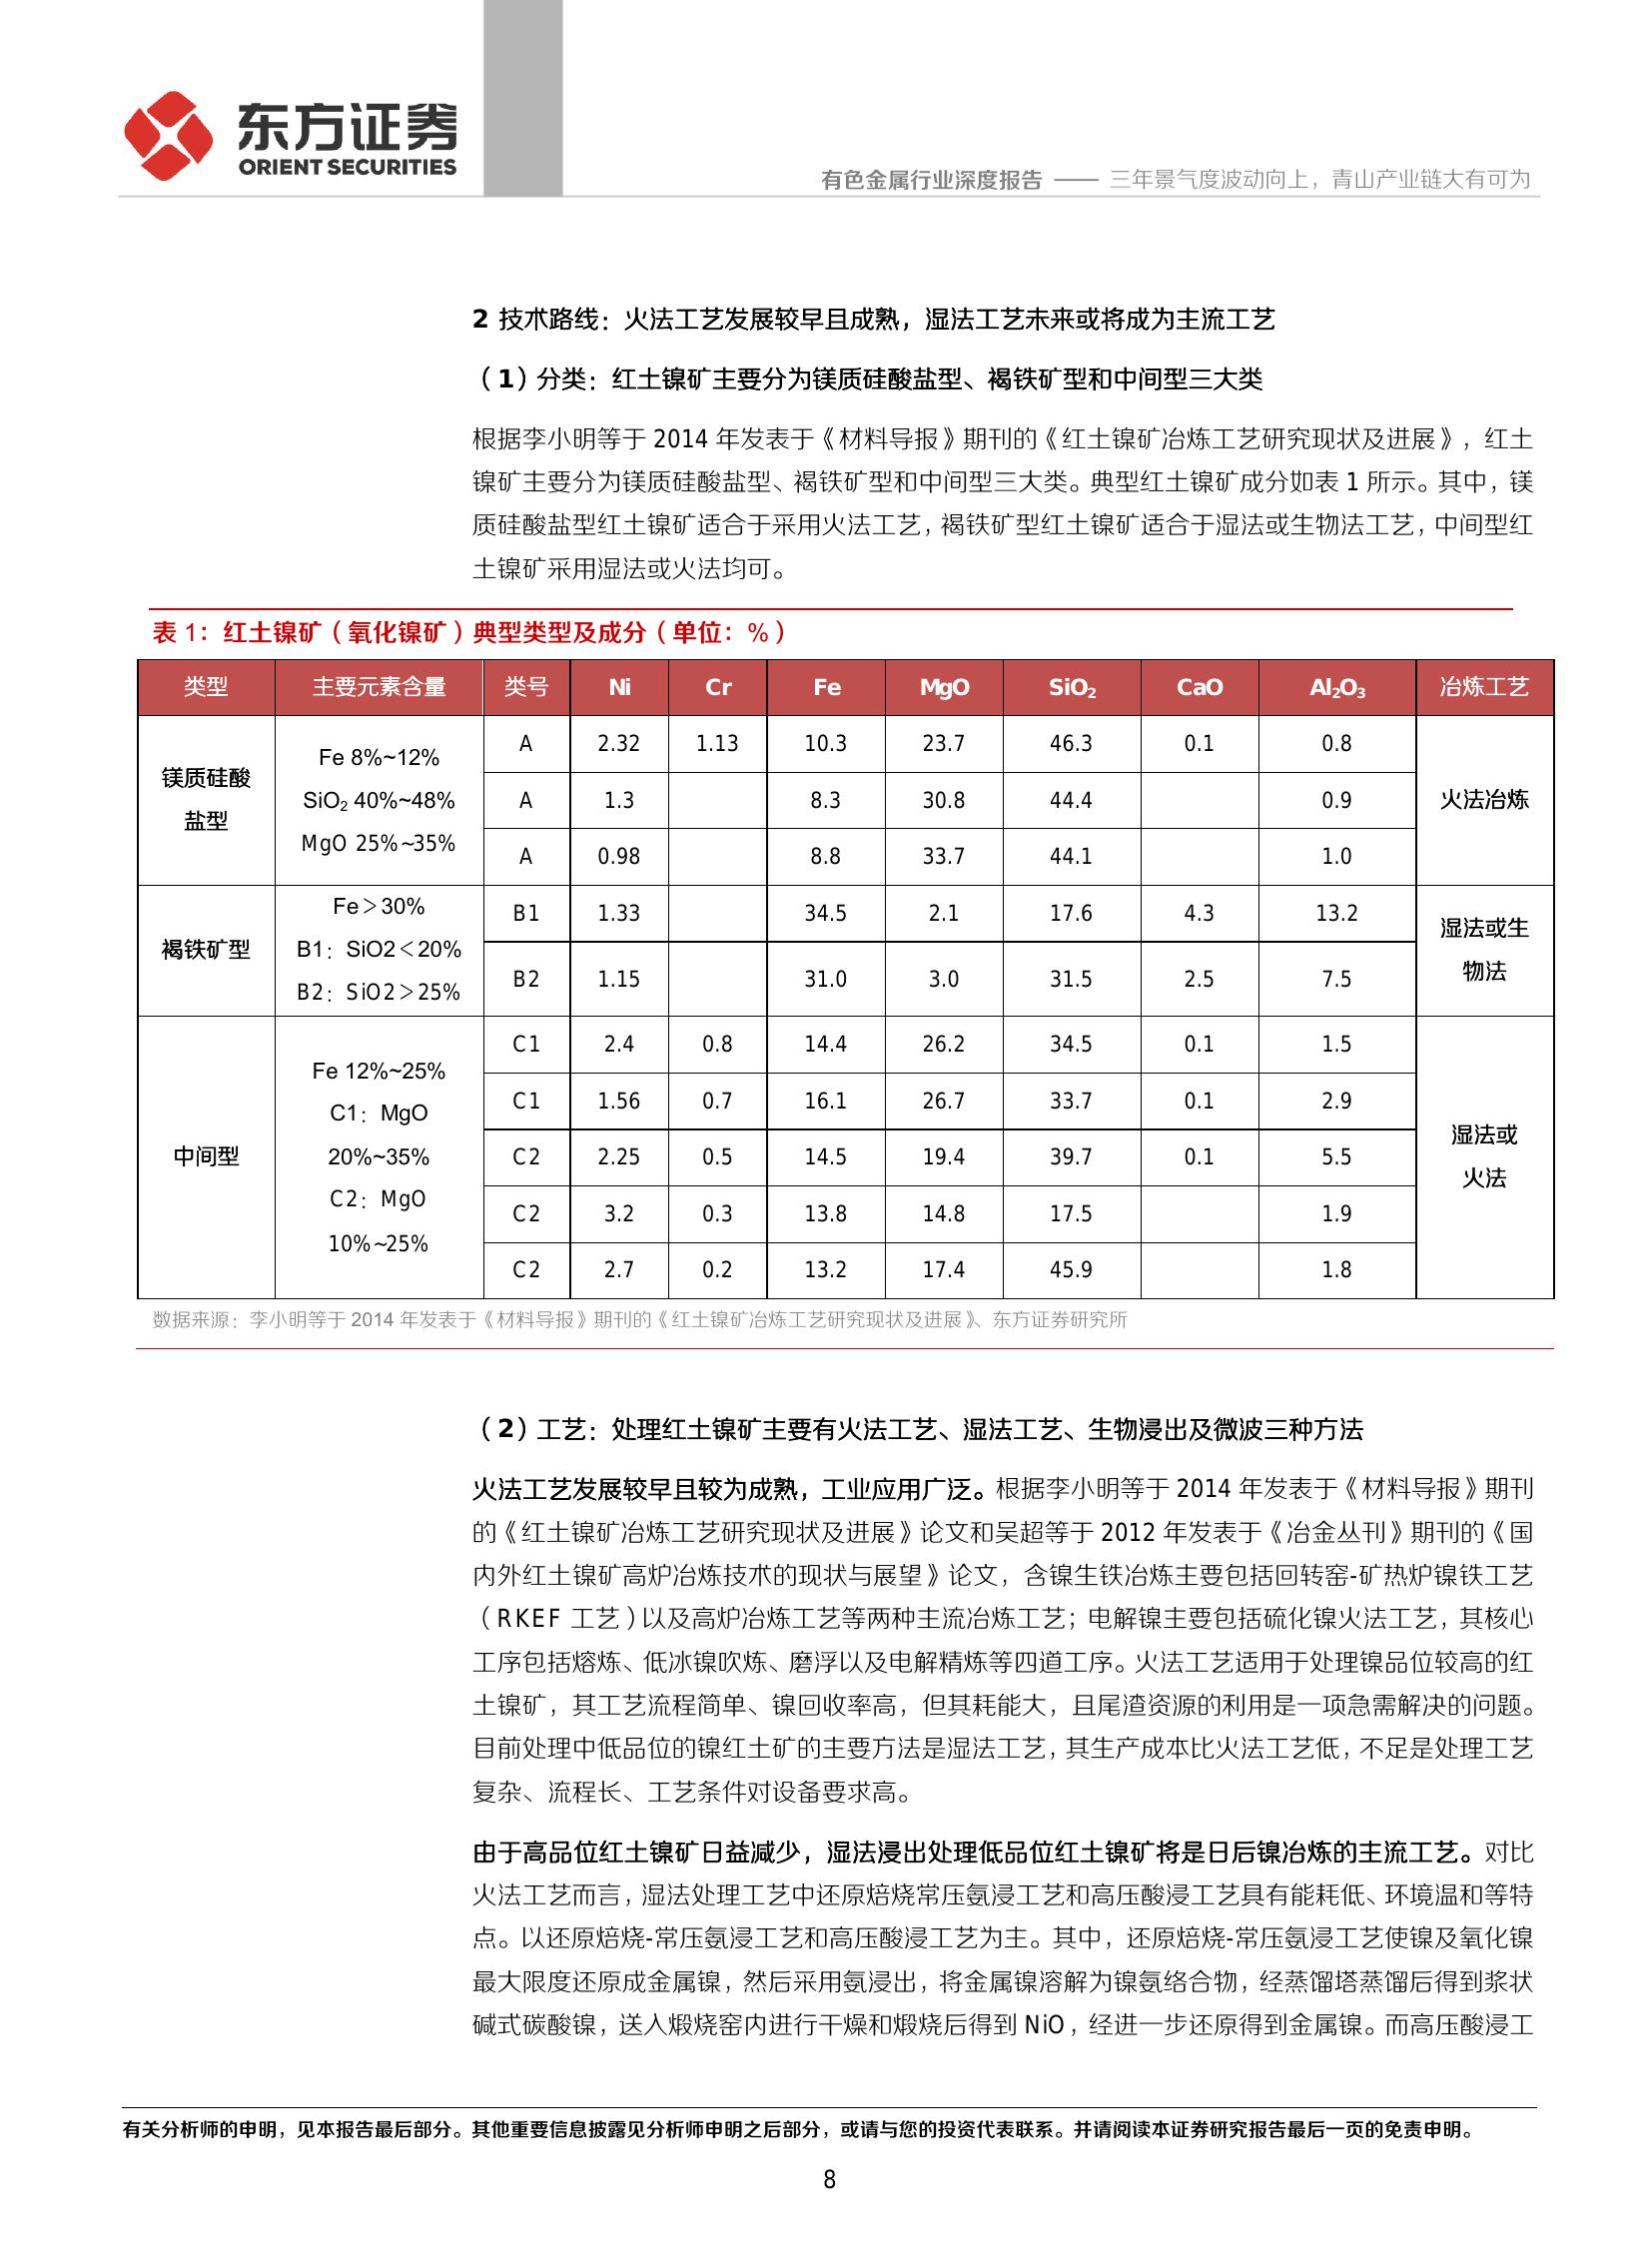 东方证券
ORIENT SECURITIES
有色金属行业深度报告 —— 三年景气度波动向上，青山产业链大有可为
2 技术路线：火法工艺发展较早且成熟，湿法工艺未来或将成为主流工艺
（1）分类：红土镍矿主要分为镁质硅酸盐型、褐铁矿型和中间型三大类
根据李小明等于 2014 年发表于《材料导报》期刊的《红土镍矿冶炼工艺研究现状及进展》，红土
镍矿主要分为镁质硅酸盐型、褐铁矿型和中间型三大类。典型红土镍矿成分如表 1 所示。其中，镁
质硅酸盐型红土镍矿适合于采用火法工艺，褐铁矿型红土镍矿适合于湿法或生物法工艺，中间型红
土镍矿采用湿法或火法均可。
表 1：红土镍矿（氧化镍矿）典型类型及成分（单位：%）
类型 主要元素含量 类号 Ni Cr Fe MgO SiO₂ CaO Al₂O₃ 冶炼工艺
镁质硅酸
盐型
Fe 8%~12%
SiO₂ 40%~48%
MgO 25%~35%
A 2.32 1.13 10.3 23.7 46.3 0.1 0.8
A 1.3 8.3 30.8 44.4 0.9
A 0.98 8.8 33.7 44.1 1.0
火法冶炼
褐铁矿型
Fe＞30%
B1：SiO2＜20%
B2：SiO2＞25%
B1 1.33 34.5 2.1 17.6 4.3 13.2
B2 1.15 31.0 3.0 31.5 2.5 7.5
湿法或生
物法
中间型
Fe 12%~25%
C1：MgO
20%~35%
C2：MgO
10%~25%
C1 2.4 0.8 14.4 26.2 34.5 0.1 1.5
C1 1.56 0.7 16.1 26.7 33.7 0.1 2.9
C2 2.25 0.5 14.5 19.4 39.7 0.1 5.5
C2 3.2 0.3 13.8 14.8 17.5 1.9
C2 2.7 0.2 13.2 17.4 45.9 1.8
湿法或
火法
数据来源：李小明等于 2014 年发表于《材料导报》期刊的《红土镍矿冶炼工艺研究现状及进展》、东方证券研究所
（2）工艺：处理红土镍矿主要有火法工艺、湿法工艺、生物浸出及微波三种方法
火法工艺发展较早且较为成熟，工业应用广泛。根据李小明等于 2014 年发表于《材料导报》期刊
的《红土镍矿冶炼工艺研究现状及进展》论文和吴超等于 2012 年发表于《冶金丛刊》期刊的《国
内外红土镍矿高炉冶炼技术的现状与展望》论文，含镍生铁冶炼主要包括回转窑-矿热炉镍铁工艺
（RKEF 工艺）以及高炉冶炼工艺等两种主流冶炼工艺；电解镍主要包括硫化镍火法工艺，其核心
工序包括熔炼、低冰镍吹炼、磨浮以及电解精炼等四道工序。火法工艺适用于处理镍品位较高的红
土镍矿，其工艺流程简单、镍回收率高，但其耗能大，且尾渣资源的利用是一项急需解决的问题。
目前处理中低品位的镍红土矿的主要方法是湿法工艺，其生产成本比火法工艺低，不足是处理工艺
复杂、流程长、工艺条件对设备要求高。
由于高品位红土镍矿日益减少，湿法浸出处理低品位红土镍矿将是日后镍冶炼的主流工艺。对比
火法工艺而言，湿法处理工艺中还原焙烧常压氨浸工艺和高压酸浸工艺具有能耗低、环境温和等特
点。以还原焙烧-常压氨浸工艺和高压酸浸工艺为主。其中，还原焙烧-常压氨浸工艺使镍及氧化镍
最大限度还原成金属镍，然后采用氨浸出，将金属镍溶解为镍氨络合物，经蒸馏塔蒸馏后得到浆状
碱式碳酸镍，送入煅烧窑内进行干燥和煅烧后得到 NiO，经进一步还原得到金属镍。而高压酸浸工
有关分析师的申明，见本报告最后部分。其他重要信息披露见分析师申明之后部分，或请与您的投资代表联系。并请阅读本证券研究报告最后一页的免责申明。
8